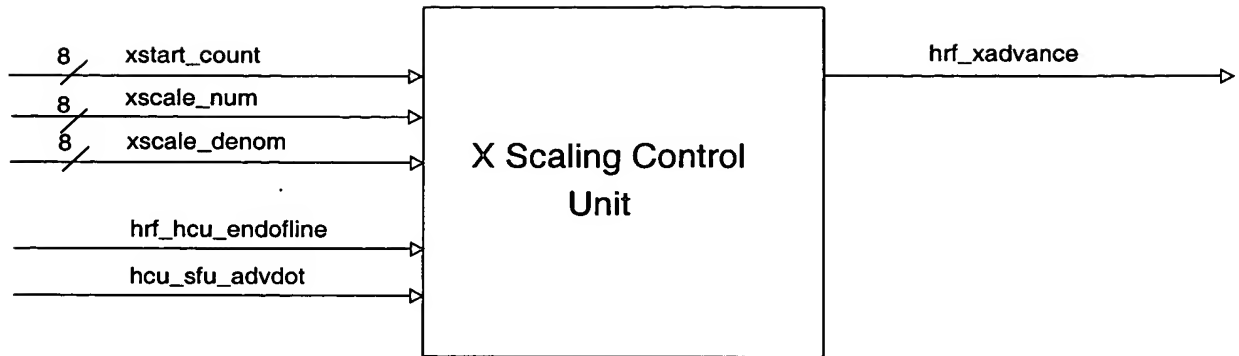 8 xstart_count
hrf_xadvance
8 xscale_num
8 xscale_denom
X Scaling Control
Unit
hrf_hcu_endofline
hcu_sfu_advdot